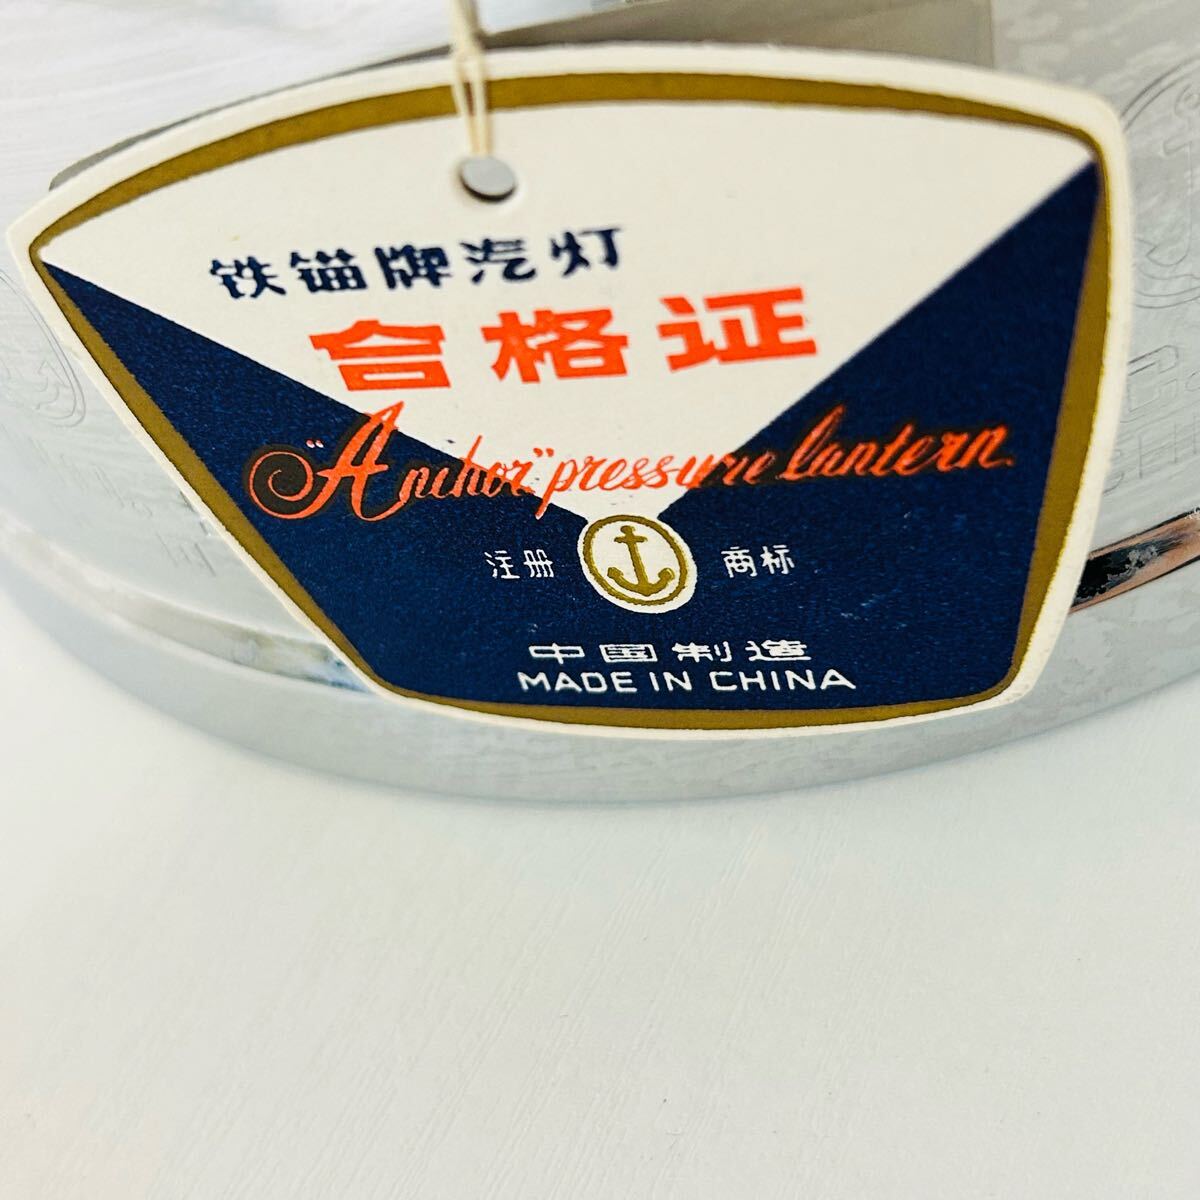 铁锚牌汽灯
合格证
"Anchor" pressure lantern.
注册 商标
中国制造
MADE IN CHINA